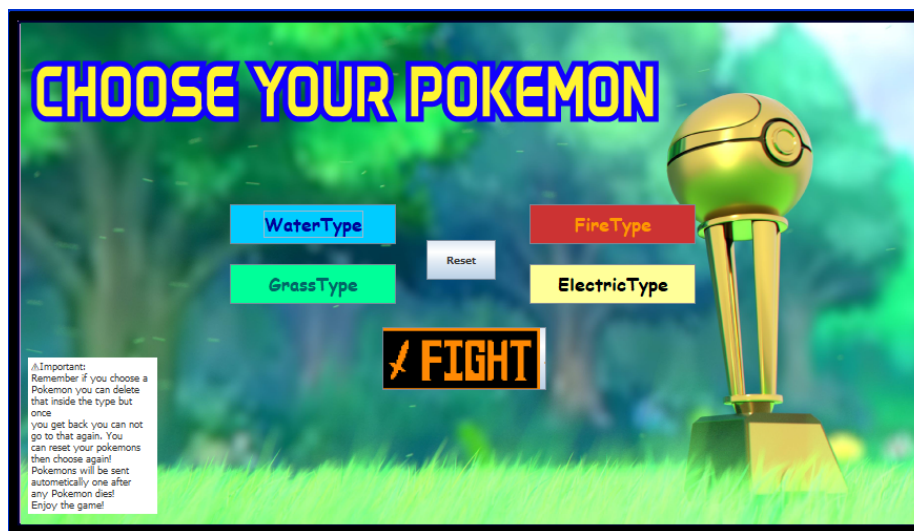 CHOOSE YOUR POKEMON
WaterType
FireType
Reset
GrassType
ElectricType
FIGHT
⚠Important:
Remember if you choose a
Pokemon you can delete
that inside the type but
once
you get back you can not
go to that again. You
can reset your pokemons
then choose again!
Pokemons will be sent
autometically one after
any Pokemon dies!
Enjoy the game!